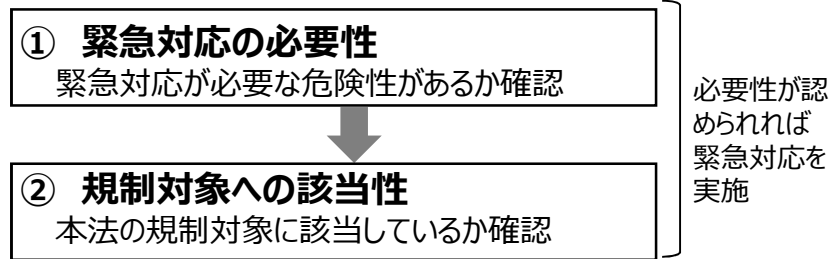 ① 緊急対応の必要性
緊急対応が必要な危険性があるか確認
② 規制対象への該当性
本法の規制対象に該当しているか確認
必要性が認
められれば
緊急対応を
実施